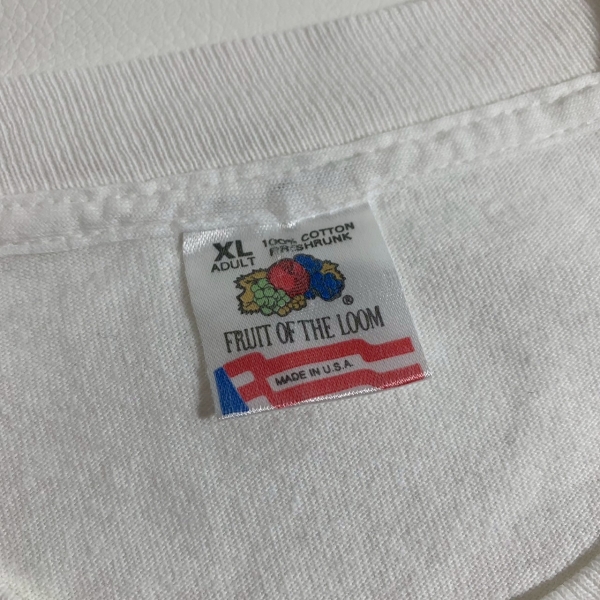 XL 100% COTTON
ADULT PRESHRUNK
®
FRUIT OF THE LOOM
MADE IN U.S.A.